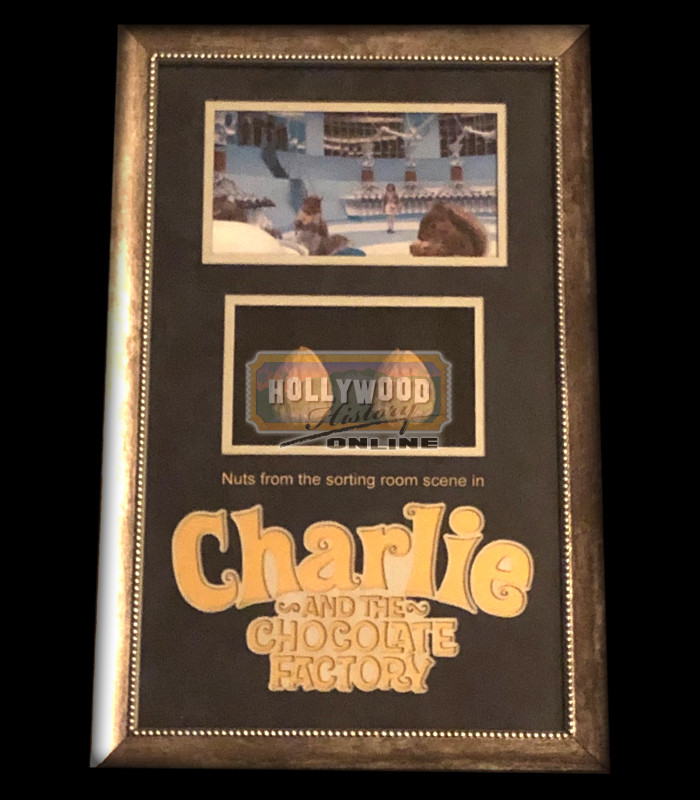 HOLLYWOOD
History
ONLINE
Nuts from the sorting room scene in
Charlie
AND THE
CHOCOLATE
FACTORY